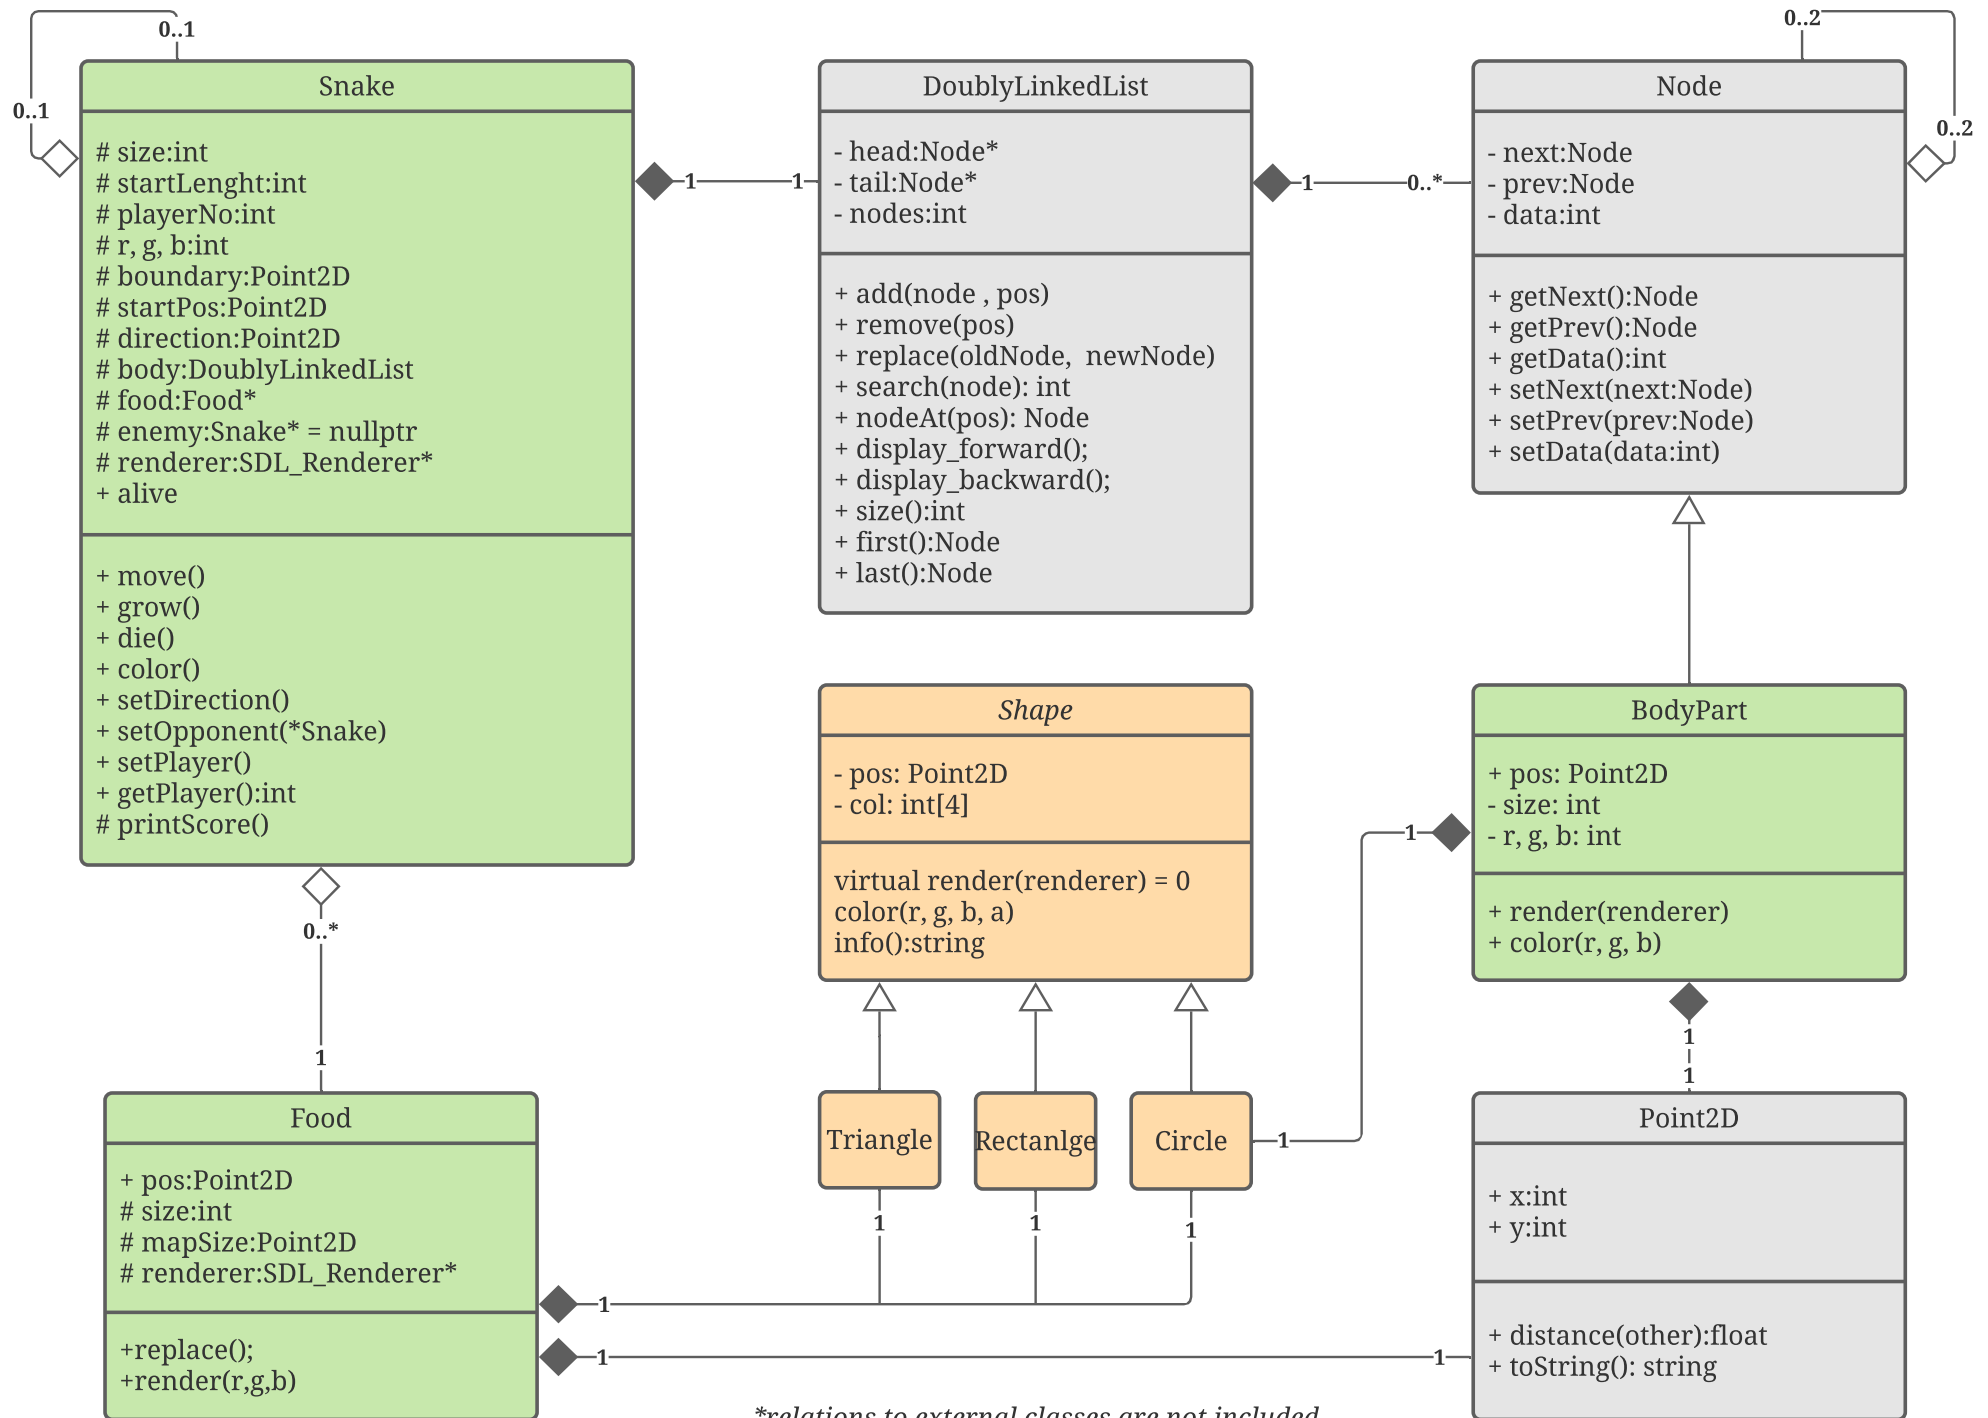 0..1
0..1
Snake
# size:int
# startLenght:int
# playerNo:int
# r, g, b:int
# boundary:Point2D
# startPos:Point2D
# direction:Point2D
# body:DoublyLinkedList
# food:Food*
# enemy:Snake* = nullptr
# renderer:SDL_Renderer*
+ alive
+ move()
+ grow()
+ die()
+ color()
+ setDirection()
+ setOpponent(*Snake)
+ setPlayer()
+ getPlayer():int
# printScore()
1
1
DoublyLinkedList
- head:Node*
- tail:Node*
- nodes:int
+ add(node , pos)
+ remove(pos)
+ replace(oldNode,  newNode)
+ search(node): int
+ nodeAt(pos): Node
+ display_forward();
+ display_backward();
+ size():int
+ first():Node
+ last():Node
1
0..*
0..2
0..2
Node
- next:Node
- prev:Node
- data:int
+ getNext():Node
+ getPrev():Node
+ getData():int
+ setNext(next:Node)
+ setPrev(prev:Node)
+ setData(data:int)
Shape
- pos: Point2D
- col: int[4]
virtual render(renderer) = 0
color(r, g, b, a)
info():string
1
BodyPart
+ pos: Point2D
- size: int
- r, g, b: int
+ render(renderer)
+ color(r, g, b)
0..*
1
1
1
Food
+ pos:Point2D
# size:int
# mapSize:Point2D
# renderer:SDL_Renderer*
+replace();
+render(r,g,b)
Triangle
Rectanlge
Circle
1
1
1
1
1
1
1
Point2D
+ x:int
+ y:int
+ distance(other):float
+ toString(): string
*relations to external classes are not included